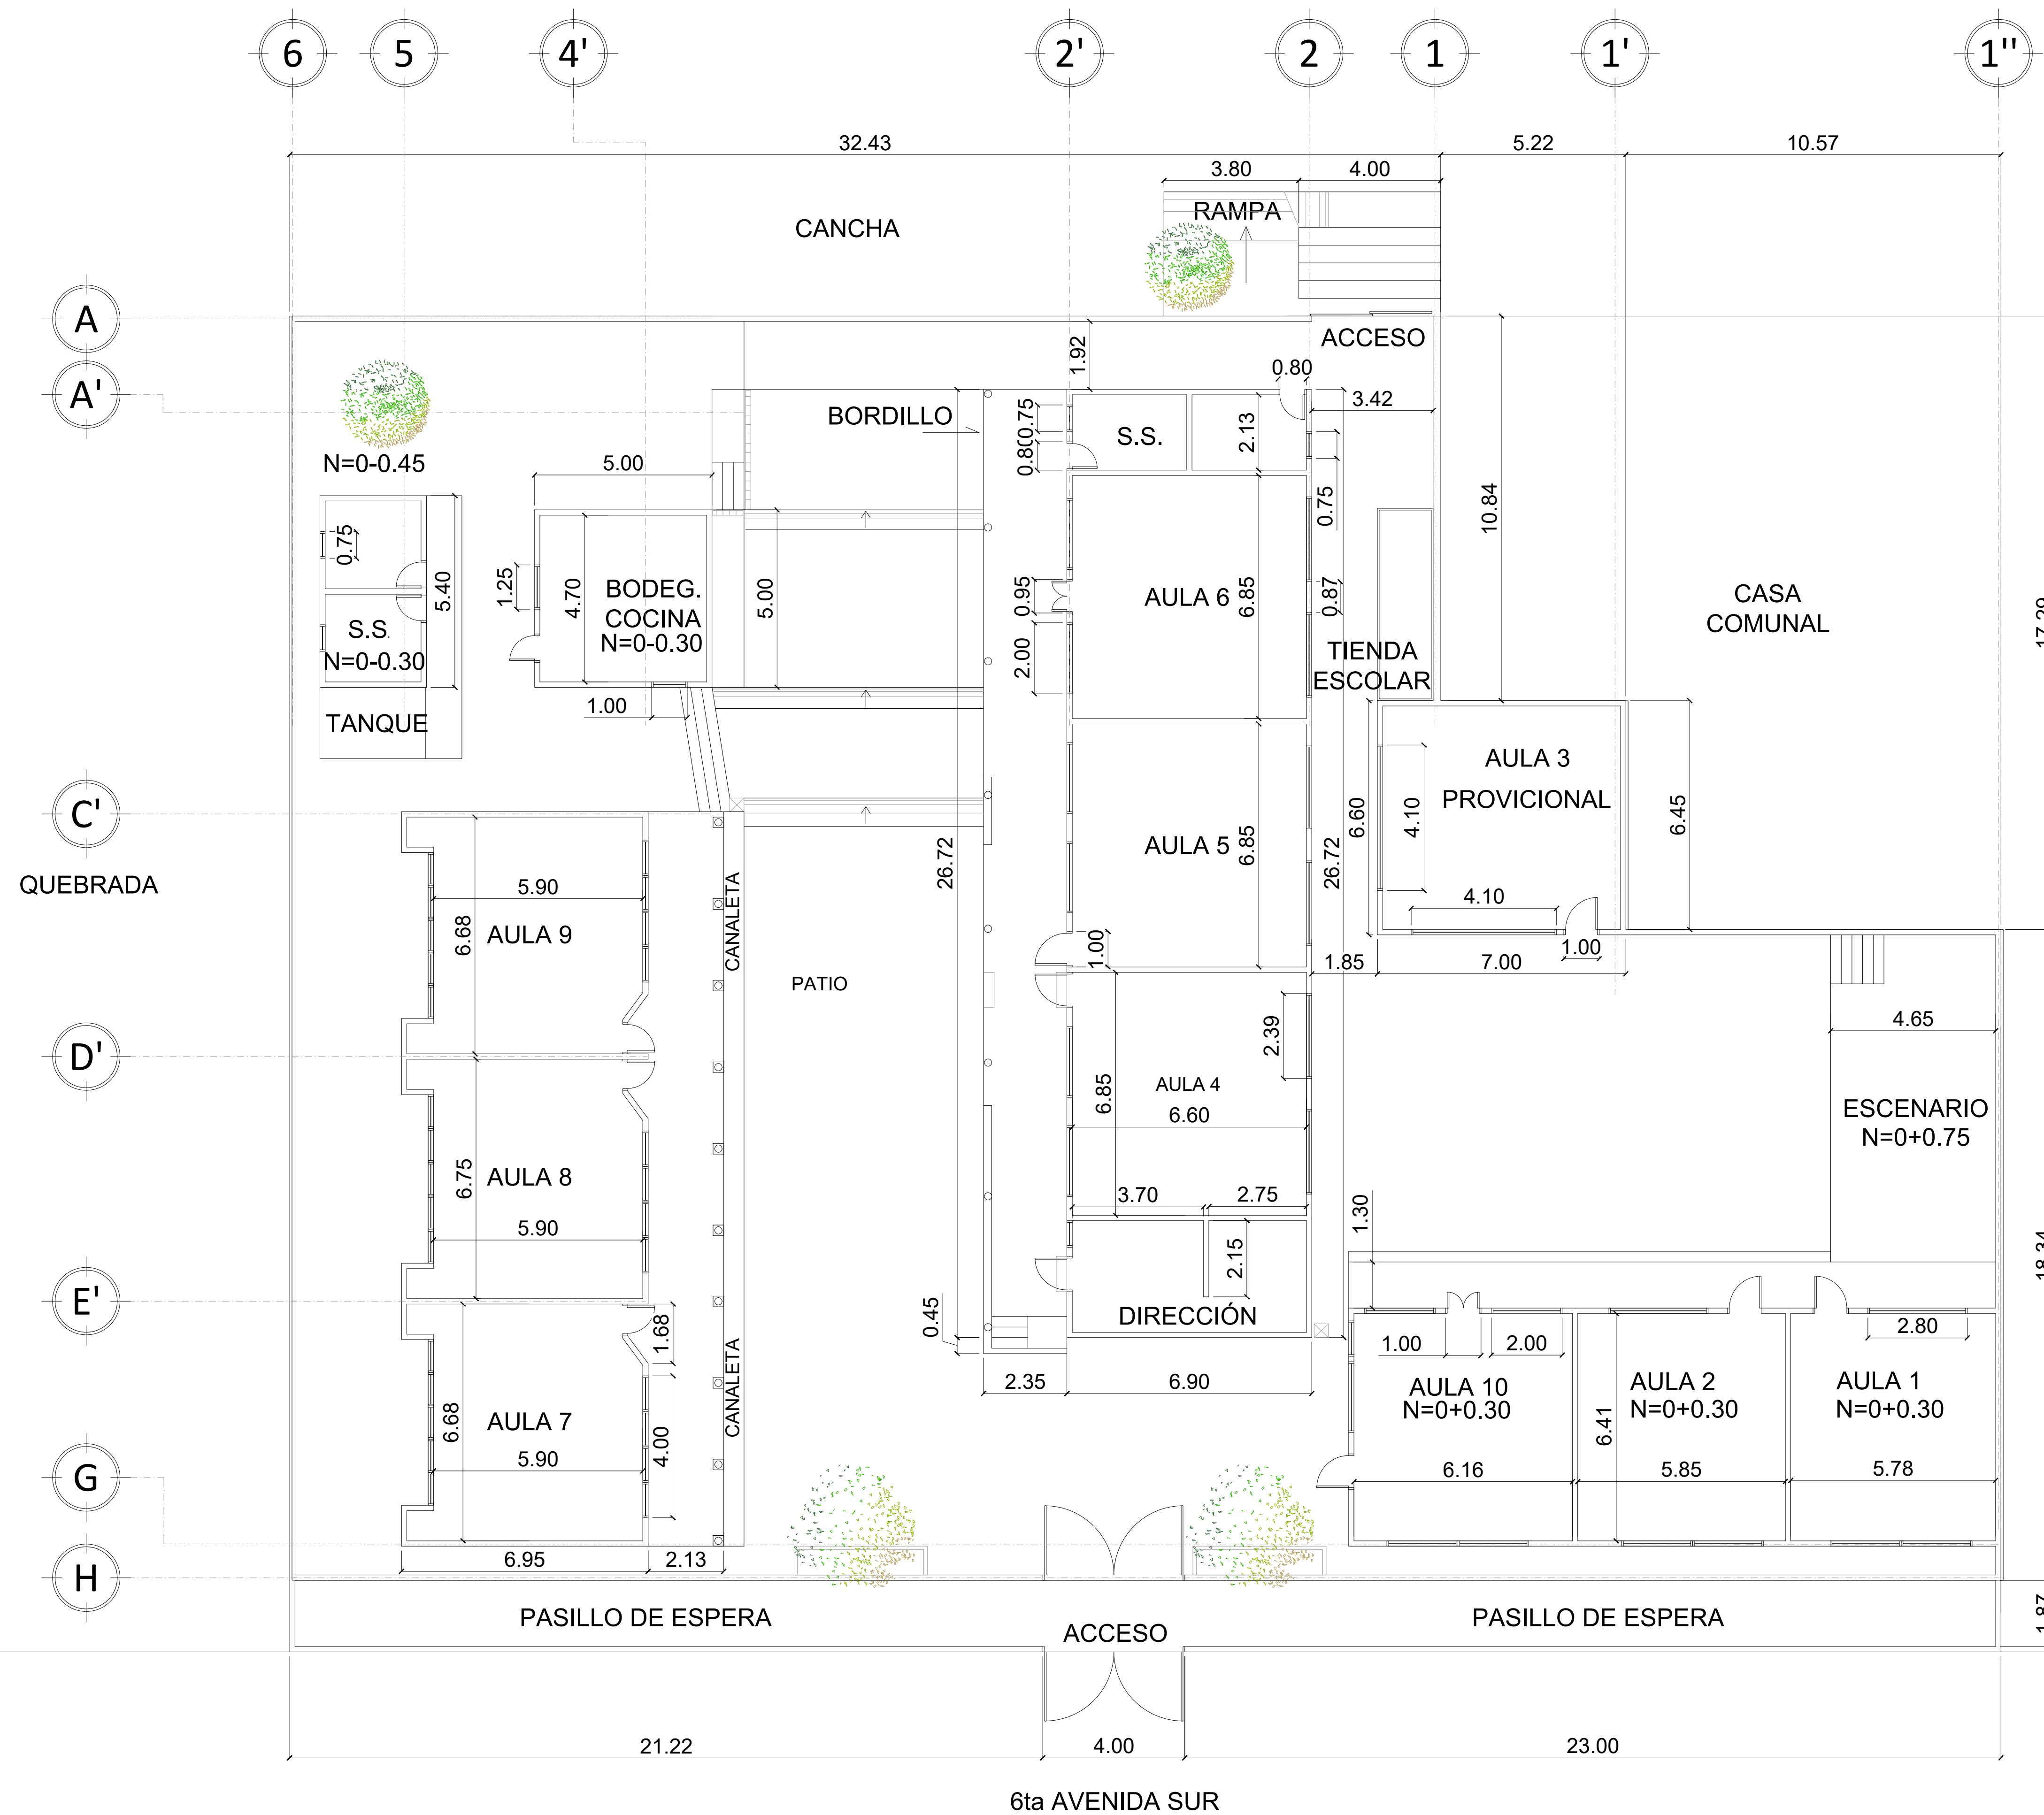 6 5 4' 2' 2 1 1' 1''
32.43 5.22 10.57
3.80 4.00
RAMPA
CANCHA
A
ACCESO
1.92
0.80
A'
3.42
BORDILLO
0.75
S.S.
2.13
0.80
N=0-0.45
5.00
0.75
10.84
0.75
5.40
1.25
4.70
BODEG.
COCINA
N=0-0.30
5.00
0.95
AULA 6
6.85
0.87
CASA
COMUNAL
17.29
S.S.
N=0-0.30
2.00
TIENDA
ESCOLAR
1.00
TANQUE
AULA 3
PROVICIONAL
C'
6.60
4.10
6.45
QUEBRADA
5.90
6.68
AULA 9
CANALETA
26.72
AULA 5
6.85
26.72
4.10
1.00
1.00
1.85
7.00
PATIO
D'
2.39
4.65
6.85
AULA 4
6.60
ESCENARIO
N=0+0.75
6.75
AULA 8
5.90
3.70
2.75
1.30
18.34
2.15
E'
DIRECCIÓN
0.45
1.68
CANALETA
1.00
2.00
2.80
2.35
6.90
AULA 10
N=0+0.30
AULA 2
N=0+0.30
AULA 1
N=0+0.30
6.68
AULA 7
5.90
4.00
6.41
6.16
5.85
5.78
G
6.95
2.13
H
PASILLO DE ESPERA
ACCESO
PASILLO DE ESPERA
1.87
21.22
4.00
23.00
6ta AVENIDA SUR